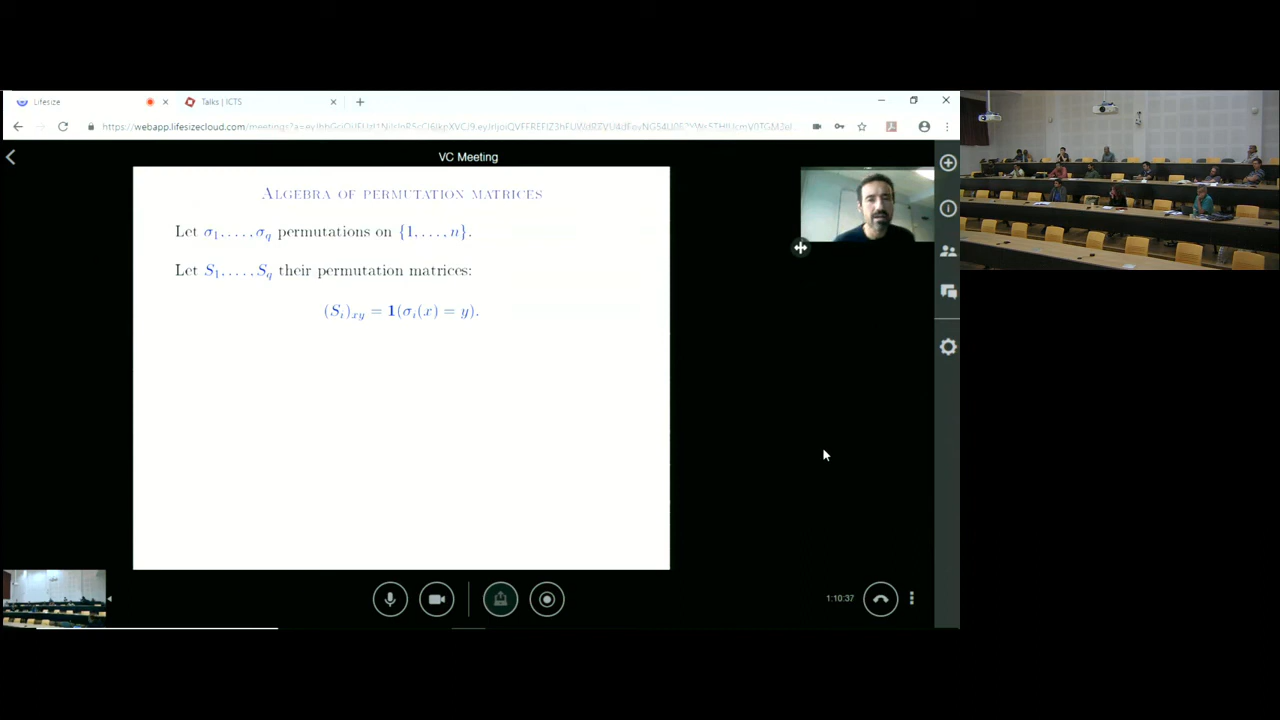 Lifesize
Talks | ICTS
VC Meeting
ALGEBRA OF PERMUTATION MATRICES
Let σ₁, . . . , σ_q permutations on {1, . . . , n}.
Let S₁, . . . , S_q their permutation matrices:
(S_i)_{xy} = 1(σ_i(x) = y).
1:10:37